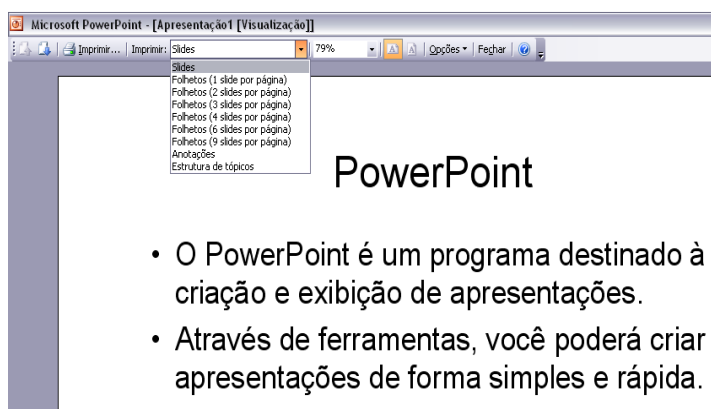 Microsoft PowerPoint - [Apresentação1 [Visualização]]
Imprimir... Imprimir: Slides 79% A A Opções Fechar
Slides
Folhetos (1 slide por página)
Folhetos (2 slides por página)
Folhetos (3 slides por página)
Folhetos (4 slides por página)
Folhetos (6 slides por página)
Folhetos (9 slides por página)
Anotações
Estrutura de tópicos
PowerPoint
• O PowerPoint é um programa destinado à
criação e exibição de apresentações.
• Através de ferramentas, você poderá criar
apresentações de forma simples e rápida.